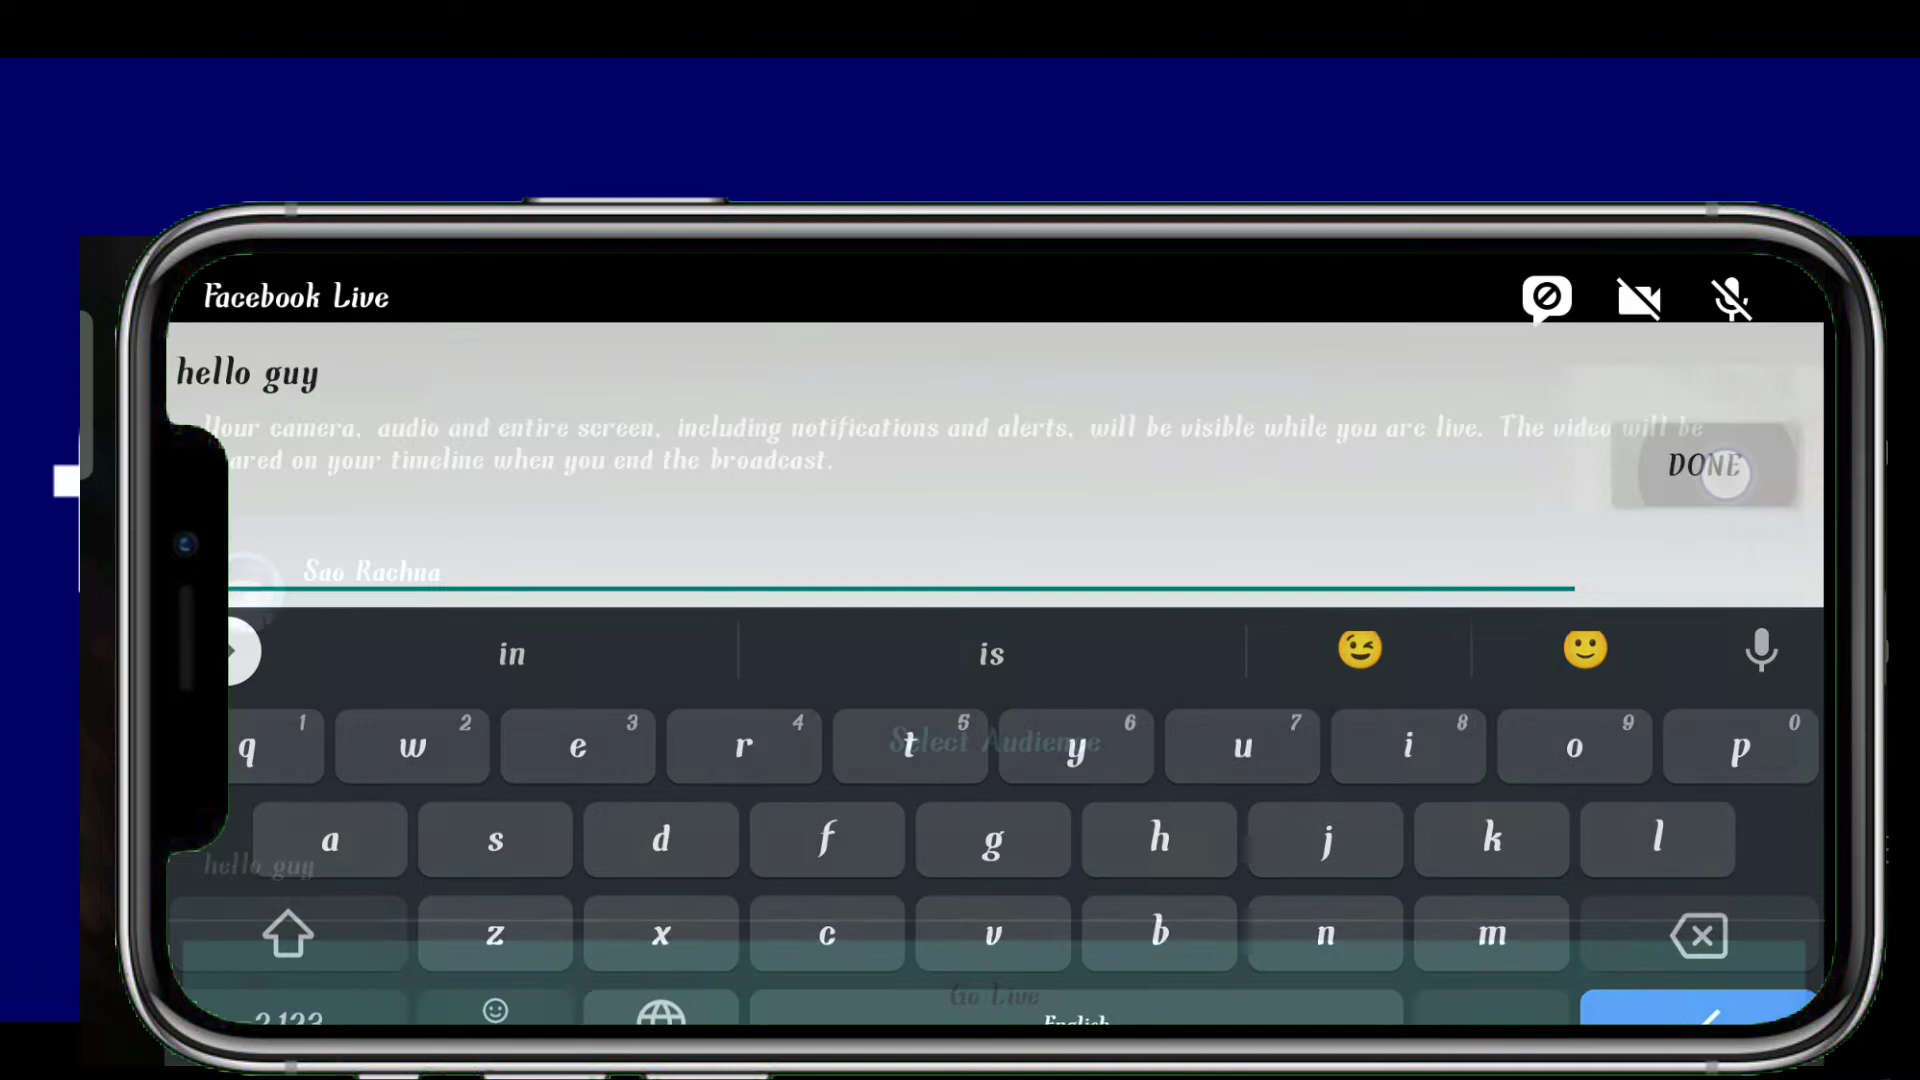 Facebook Live
hello guy
Your camera, audio and entire screen, including notifications and alerts, will be visible while you are live. The video will be
ared on your timeline when you end the broadcast.
DONE
Sao Rachna
in is
1 2 3 4 5 6 7 8 9 0
q w e r t y u i o p
Select Audience
a s d f g h j k l
hello guy
z x c v b n m
Go Live
?123
English